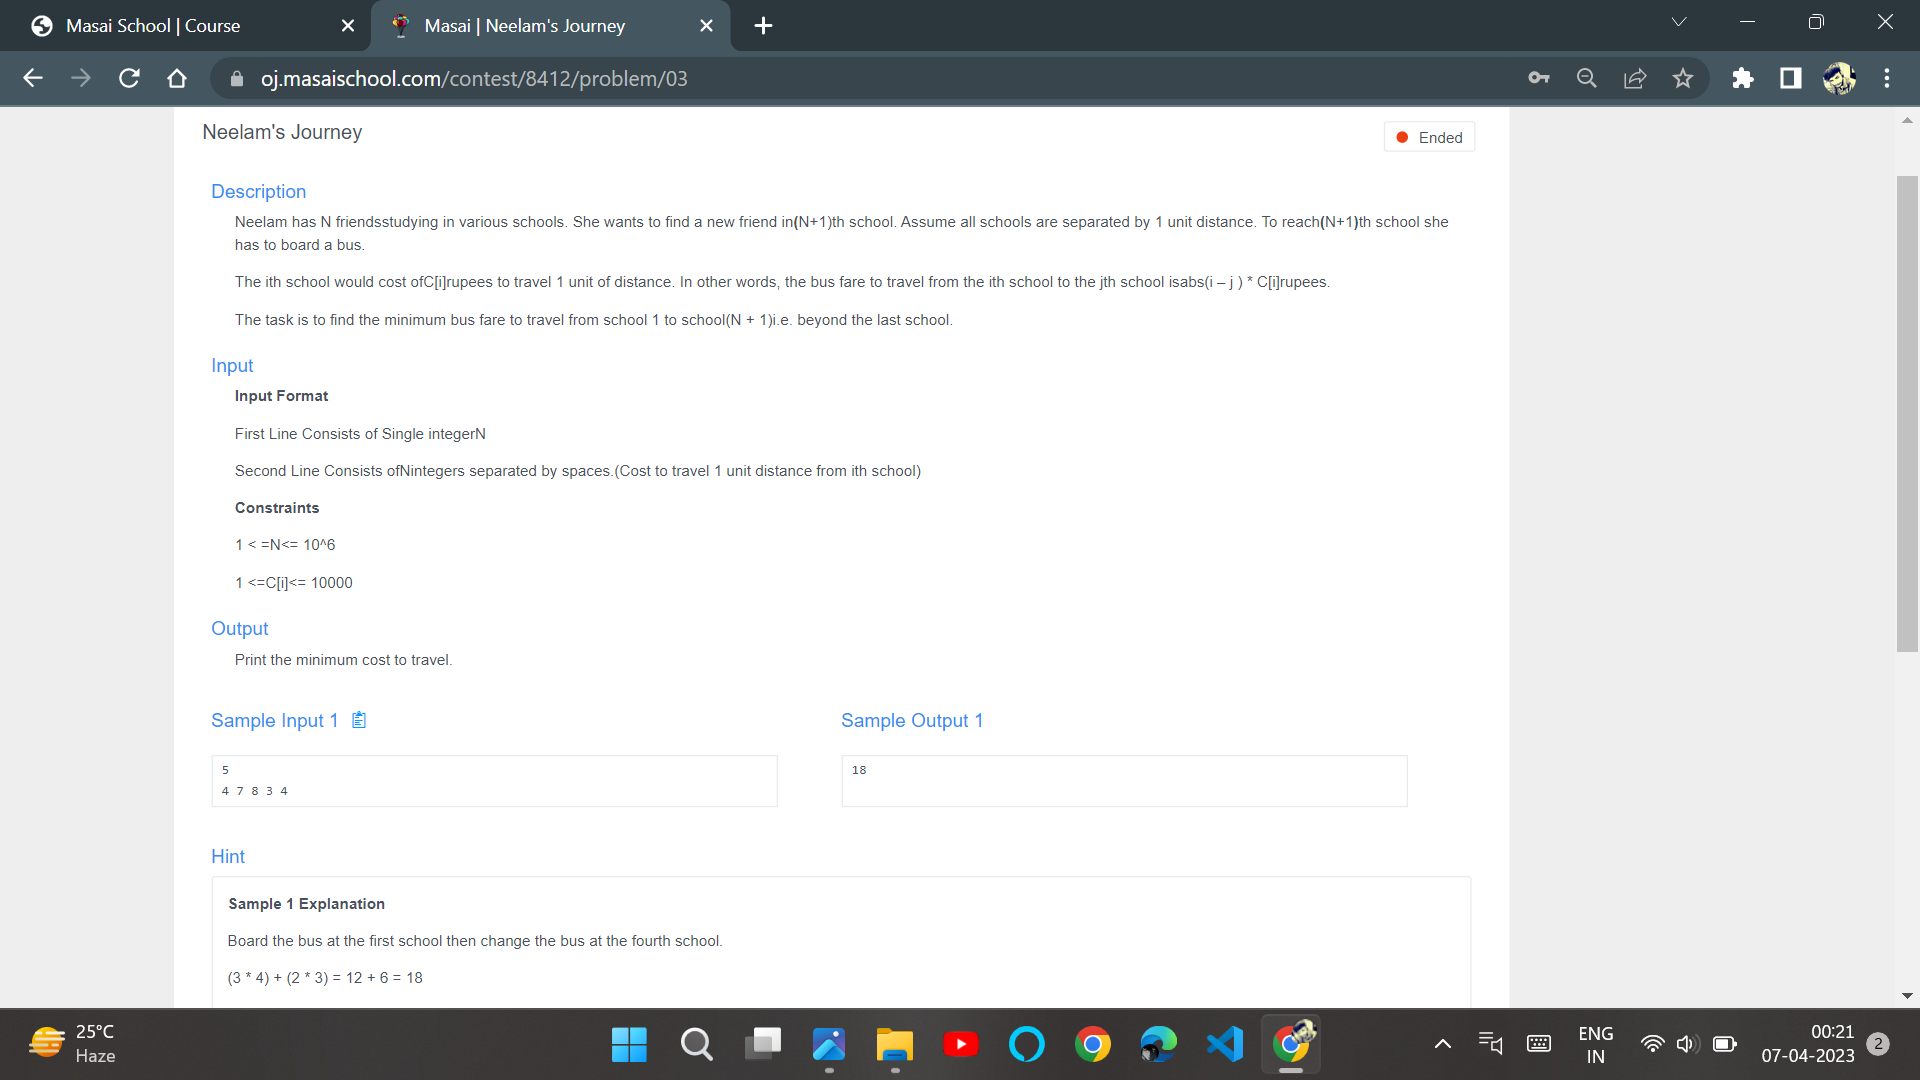 Masai School | Course
Masai | Neelam's Journey
oj.masaischool.com/contest/8412/problem/03
Neelam's Journey
Ended
Description
Neelam has N friendsstudying in various schools. She wants to find a new friend in(N+1)th school. Assume all schools are separated by 1 unit distance. To reach(N+1)th school she
has to board a bus.
The ith school would cost ofC[i]rupees to travel 1 unit of distance. In other words, the bus fare to travel from the ith school to the jth school isabs(i – j ) * C[i]rupees.
The task is to find the minimum bus fare to travel from school 1 to school(N + 1)i.e. beyond the last school.
Input
Input Format
First Line Consists of Single integerN
Second Line Consists ofNintegers separated by spaces.(Cost to travel 1 unit distance from ith school)
Constraints
1 < =N<= 10^6
1 <=C[i]<= 10000
Output
Print the minimum cost to travel.
Sample Input 1
5
4 7 8 3 4
Sample Output 1
18
Hint
Sample 1 Explanation
Board the bus at the first school then change the bus at the fourth school.
(3 * 4) + (2 * 3) = 12 + 6 = 18
25°C
Haze
ENG
IN
00:21
07-04-2023
2